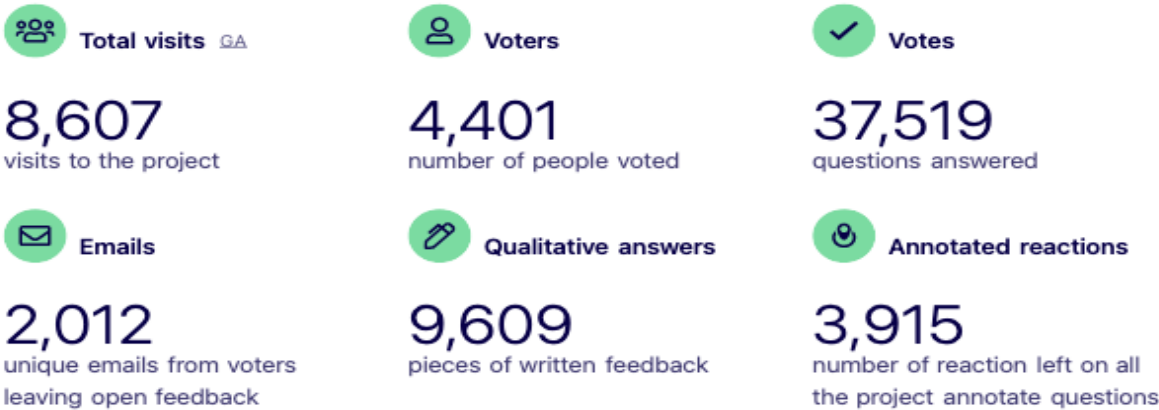 Total visits GA
8,607
visits to the project
Voters
4,401
number of people voted
Votes
37,519
questions answered
Emails
2,012
unique emails from voters
leaving open feedback
Qualitative answers
9,609
pieces of written feedback
Annotated reactions
3,915
number of reaction left on all
the project annotate questions